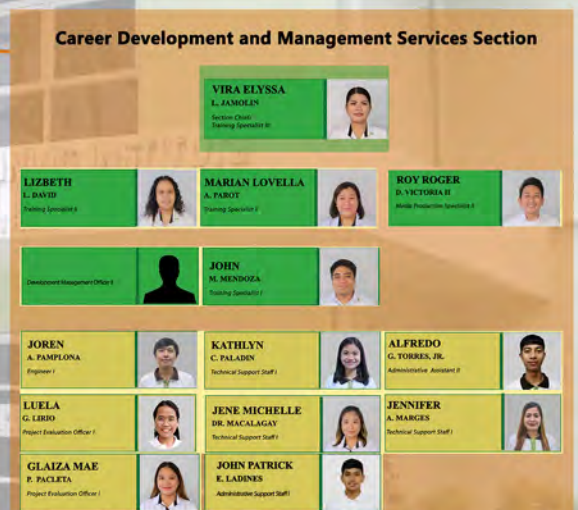 Career Development and Management Services Section
VIRA ELYSSA
L. JAMOLIN
Section Chief/
Training Specialist III
LIZBETH
L. DAVID
Training Specialist II
MARIAN LOVELLA
A. PAROT
Training Specialist II
ROY ROGER
D. VICTORIA II
Media Production Specialist II
Development Management Officer II
JOHN
M. MENDOZA
Training Specialist I
JOREN
A. PAMPLONA
Engineer I
KATHLYN
C. PALADIN
Technical Support Staff I
ALFREDO
G. TORRES, JR.
Administrative Assistant II
LUELA
G. LIRIO
Project Evaluation Officer I
JENE MICHELLE
DR. MACALAGAY
Technical Support Staff I
JENNIFER
A. MARGES
Technical Support Staff I
GLAIZA MAE
P. PACLETA
Project Evaluation Officer I
JOHN PATRICK
E. LADINES
Administrative Support Staff I